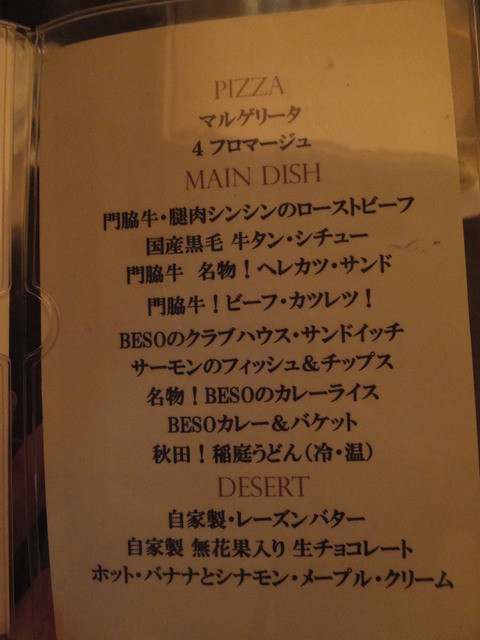 PIZZA
マルゲリータ
4 フロマージュ
MAIN DISH
門脇牛・腿肉シンシンのローストビーフ
国産黒毛 牛タン・シチュー
門脇牛 名物！ヘレカツ・サンド
門脇牛！ビーフ・カツレツ！
BESOのクラブハウス・サンドイッチ
サーモンのフィッシュ＆チップス
名物！BESOのカレーライス
BESOカレー＆バケット
秋田！稲庭うどん（冷・温）
DESERT
自家製・レーズンバター
自家製 無花果入り 生チョコレート
ホット・バナナとシナモン・メープル・クリーム